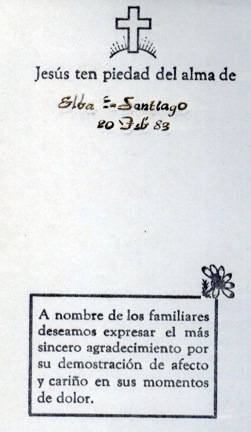 Jesús ten piedad del alma de
Elba E. Santiago
20 Feb 83
A nombre de los familiares
deseamos expresar el más
sincero agradecimiento por
su demostración de afecto
y cariño en sus momentos
de dolor.